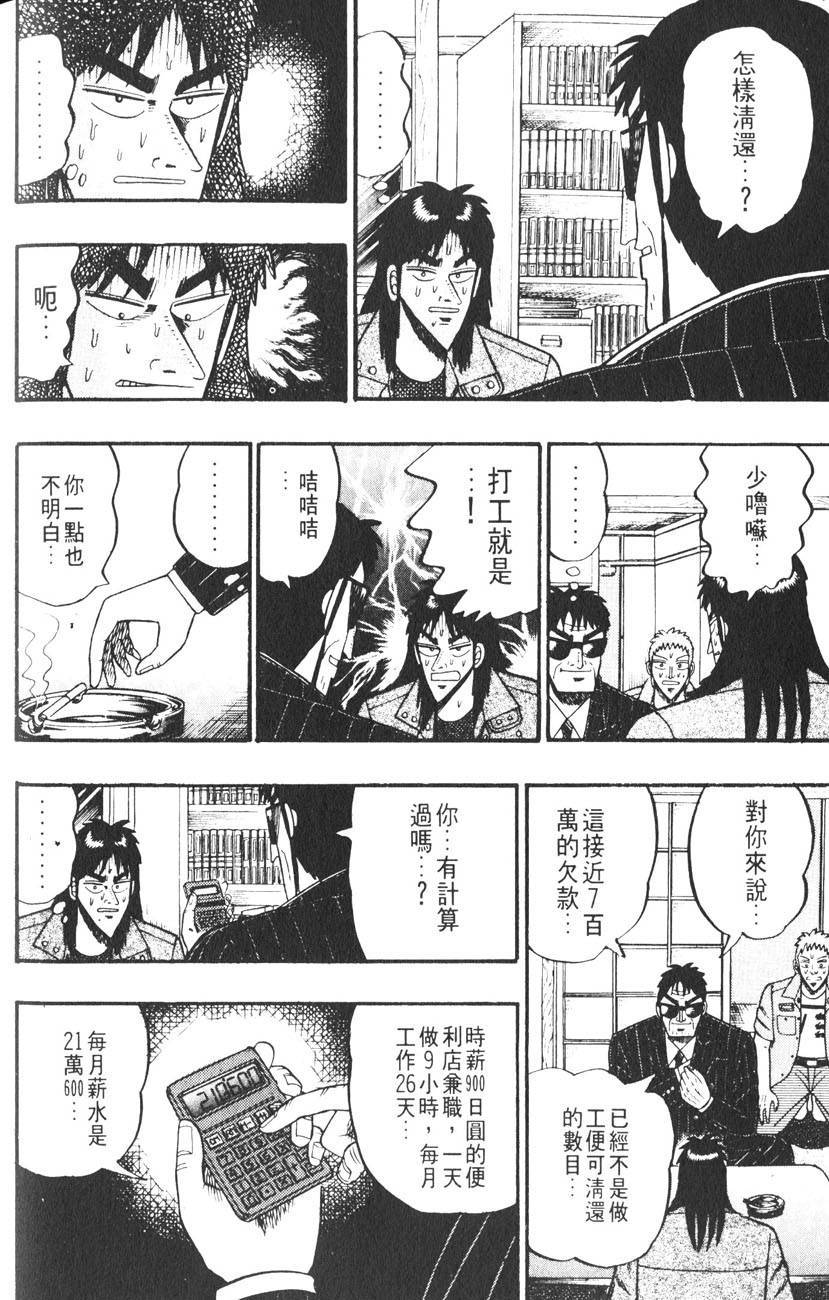 怎樣清還…？
………
………
呃…
少嚕囌…
………
打工就是
…！
咭咭咭
…
………
你一點也
不明白…
對你來說…
這接近7百
萬的欠款…
已經不是做
工便可清還
的數目…
你…有計算
過嗎…？
………
時薪900日圓的便
利店兼職，一天
做9小時，每月
工作26天…
210600
每月薪水是
21萬600…